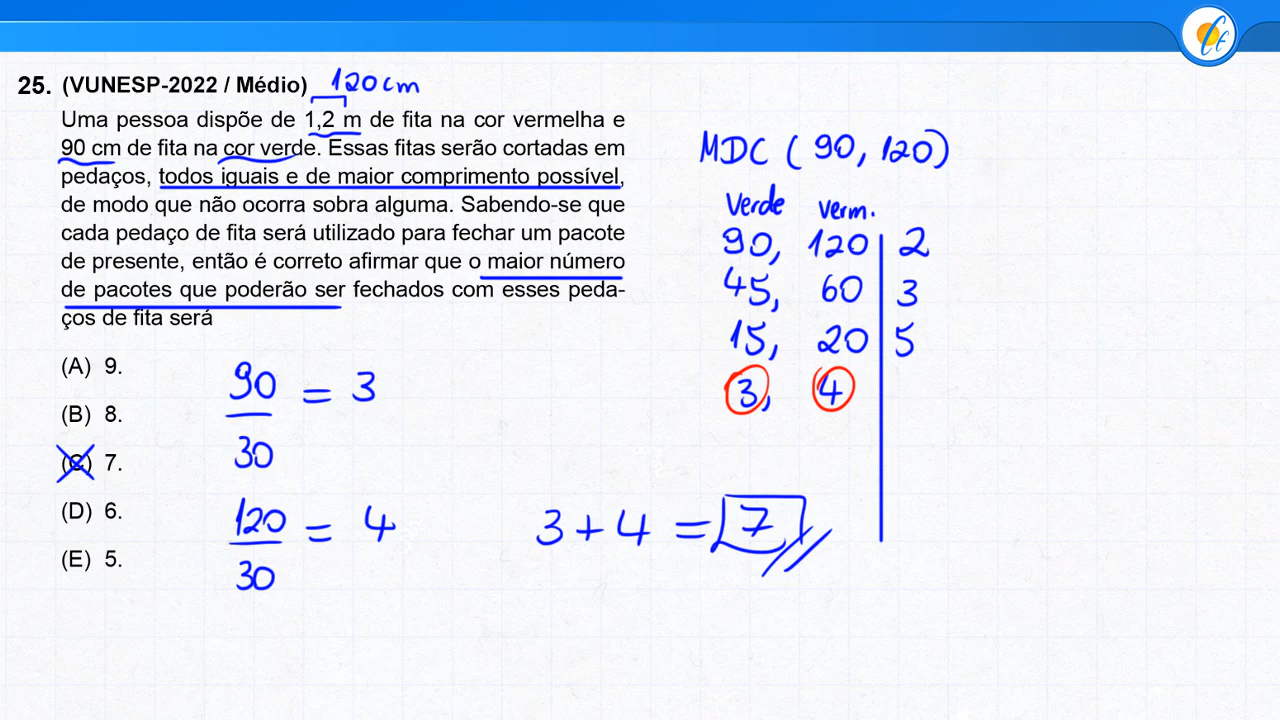 25. (VUNESP-2022 / Médio) 120cm
Uma pessoa dispõe de 1,2 m de fita na cor vermelha e
90 cm de fita na cor verde. Essas fitas serão cortadas em
pedaços, todos iguais e de maior comprimento possível,
de modo que não ocorra sobra alguma. Sabendo-se que
cada pedaço de fita será utilizado para fechar um pacote
de presente, então é correto afirmar que o maior número
de pacotes que poderão ser fechados com esses peda-
ços de fita será
(A) 9.
(B) 8.
(C) 7.
(D) 6.
(E) 5.
90 = 3
30
120 = 4
30
3 + 4 = 7
MDC (90, 120)
Verde Verm.
90, 120 2
45, 60 3
15, 20 5
3, 4